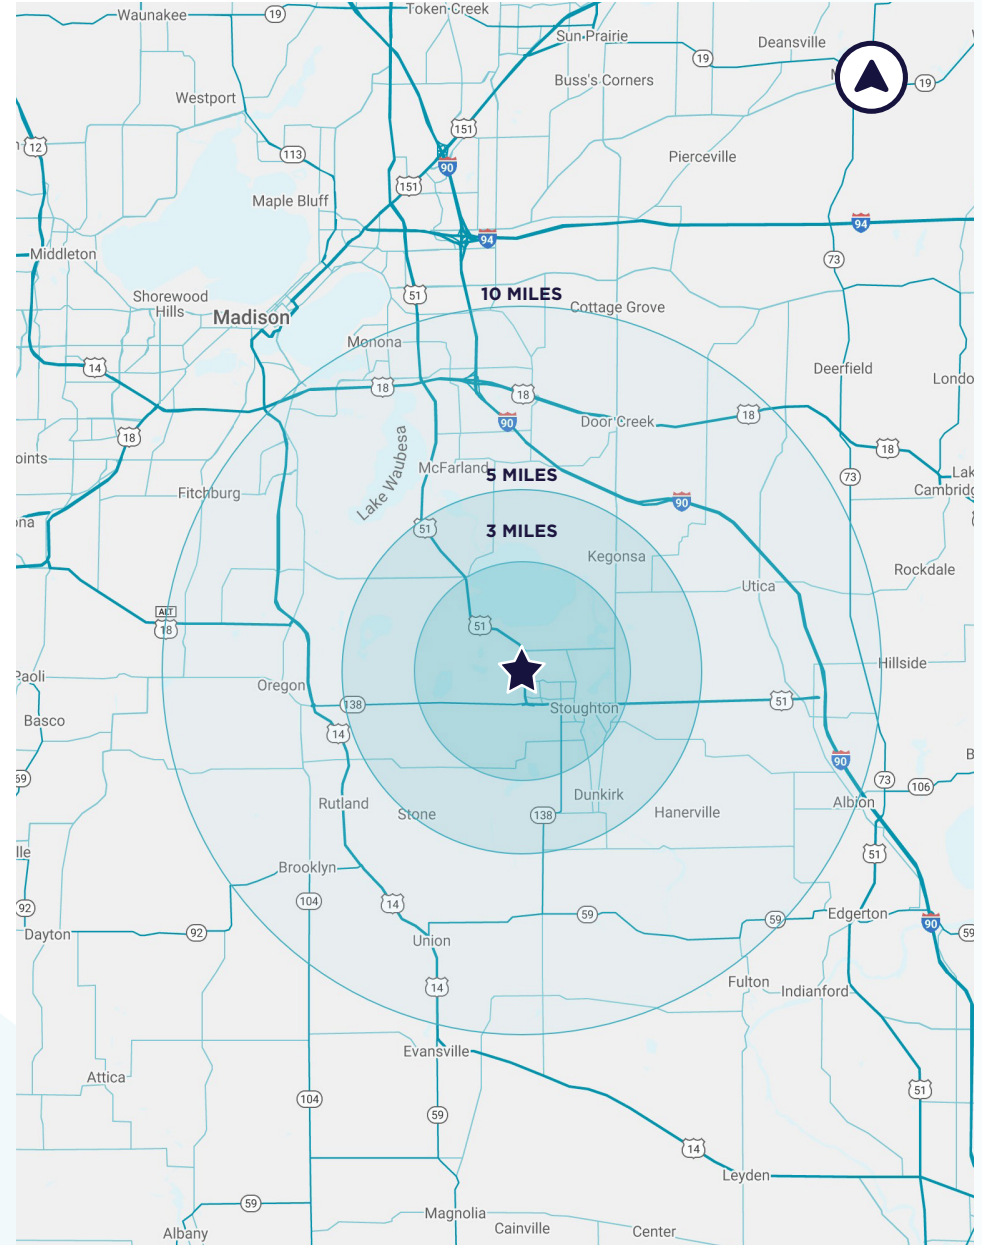 Token Creek
Waunakee
19
Sun Prairie
Deansville
19
Buss's Corners
19
Westport
151
12
113
Pierceville
90
151
Maple Bluff
94
94
Middleton
73
10 MILES
51
Shorewood
Hills
Cottage Grove
Madison
Monona
14
Deerfield
18
18
18
90
Door Creek
18
18
McFarland
Lake Waubesa
5 MILES
73
Fitchburg
90
51
3 MILES
Kegonsa
Rockdale
Utica
ALT
18
51
Hillside
Oregon
138
51
Stoughton
Basco
14
90
73
106
Dunkirk
Rutland
Albion
Stone
138
Hanerville
51
Brooklyn
104
14
92
59
59
Edgerton
90
59
Dayton
92
Union
Fulton
Indianford
14
Evansville
Attica
51
104
59
14
Leyden
59
Magnolia
Cainville
Center
Albany